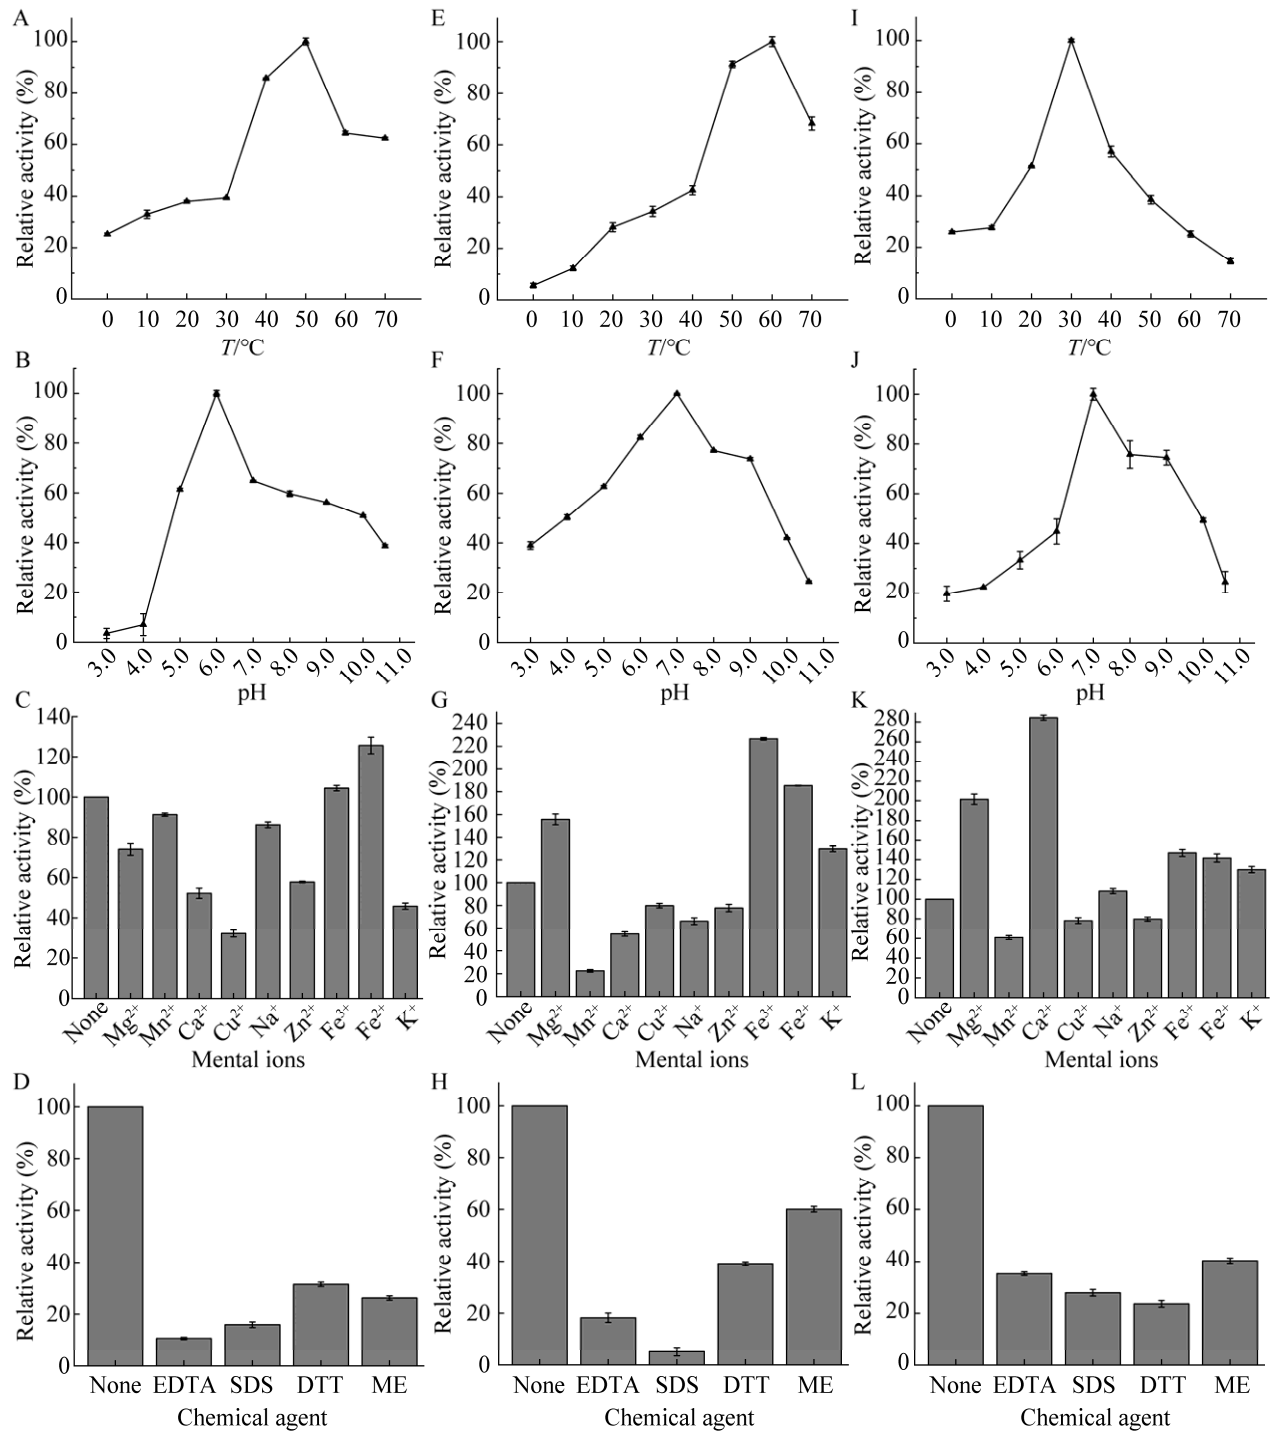 A
Relative activity (%)
100
80
60
40
20
0
0 10 20 30 40 50 60 70
T/°C
E
Relative activity (%)
100
80
60
40
20
0
0 10 20 30 40 50 60 70
T/°C
I
Relative activity (%)
100
80
60
40
20
0
0 10 20 30 40 50 60 70
T/°C
B
Relative activity (%)
100
80
60
40
20
0
3.0 4.0 5.0 6.0 7.0 8.0 9.0 10.0 11.0
pH
F
Relative activity (%)
100
80
60
40
20
0
3.0 4.0 5.0 6.0 7.0 8.0 9.0 10.0 11.0
pH
J
Relative activity (%)
100
80
60
40
20
0
3.0 4.0 5.0 6.0 7.0 8.0 9.0 10.0 11.0
pH
C
Relative activity (%)
140
120
100
80
60
40
20
0
None Mg²⁺ Mn²⁺ Ca²⁺ Cu²⁺ Na⁺ Zn²⁺ Fe³⁺ Fe²⁺ K⁺
Mental ions
G
Relative activity (%)
240
220
200
180
160
140
120
100
80
60
40
20
0
None Mg²⁺ Mn²⁺ Ca²⁺ Cu²⁺ Na⁺ Zn²⁺ Fe³⁺ Fe²⁺ K⁺
Mental ions
K
Relative activity (%)
280
260
240
220
200
180
160
140
120
100
80
60
40
20
0
None Mg²⁺ Mn²⁺ Ca²⁺ Cu²⁺ Na⁺ Zn²⁺ Fe³⁺ Fe²⁺ K⁺
Mental ions
D
Relative activity (%)
100
80
60
40
20
0
None EDTA SDS DTT ME
Chemical agent
H
Relative activity (%)
100
80
60
40
20
0
None EDTA SDS DTT ME
Chemical agent
L
Relative activity (%)
100
80
60
40
20
0
None EDTA SDS DTT ME
Chemical agent